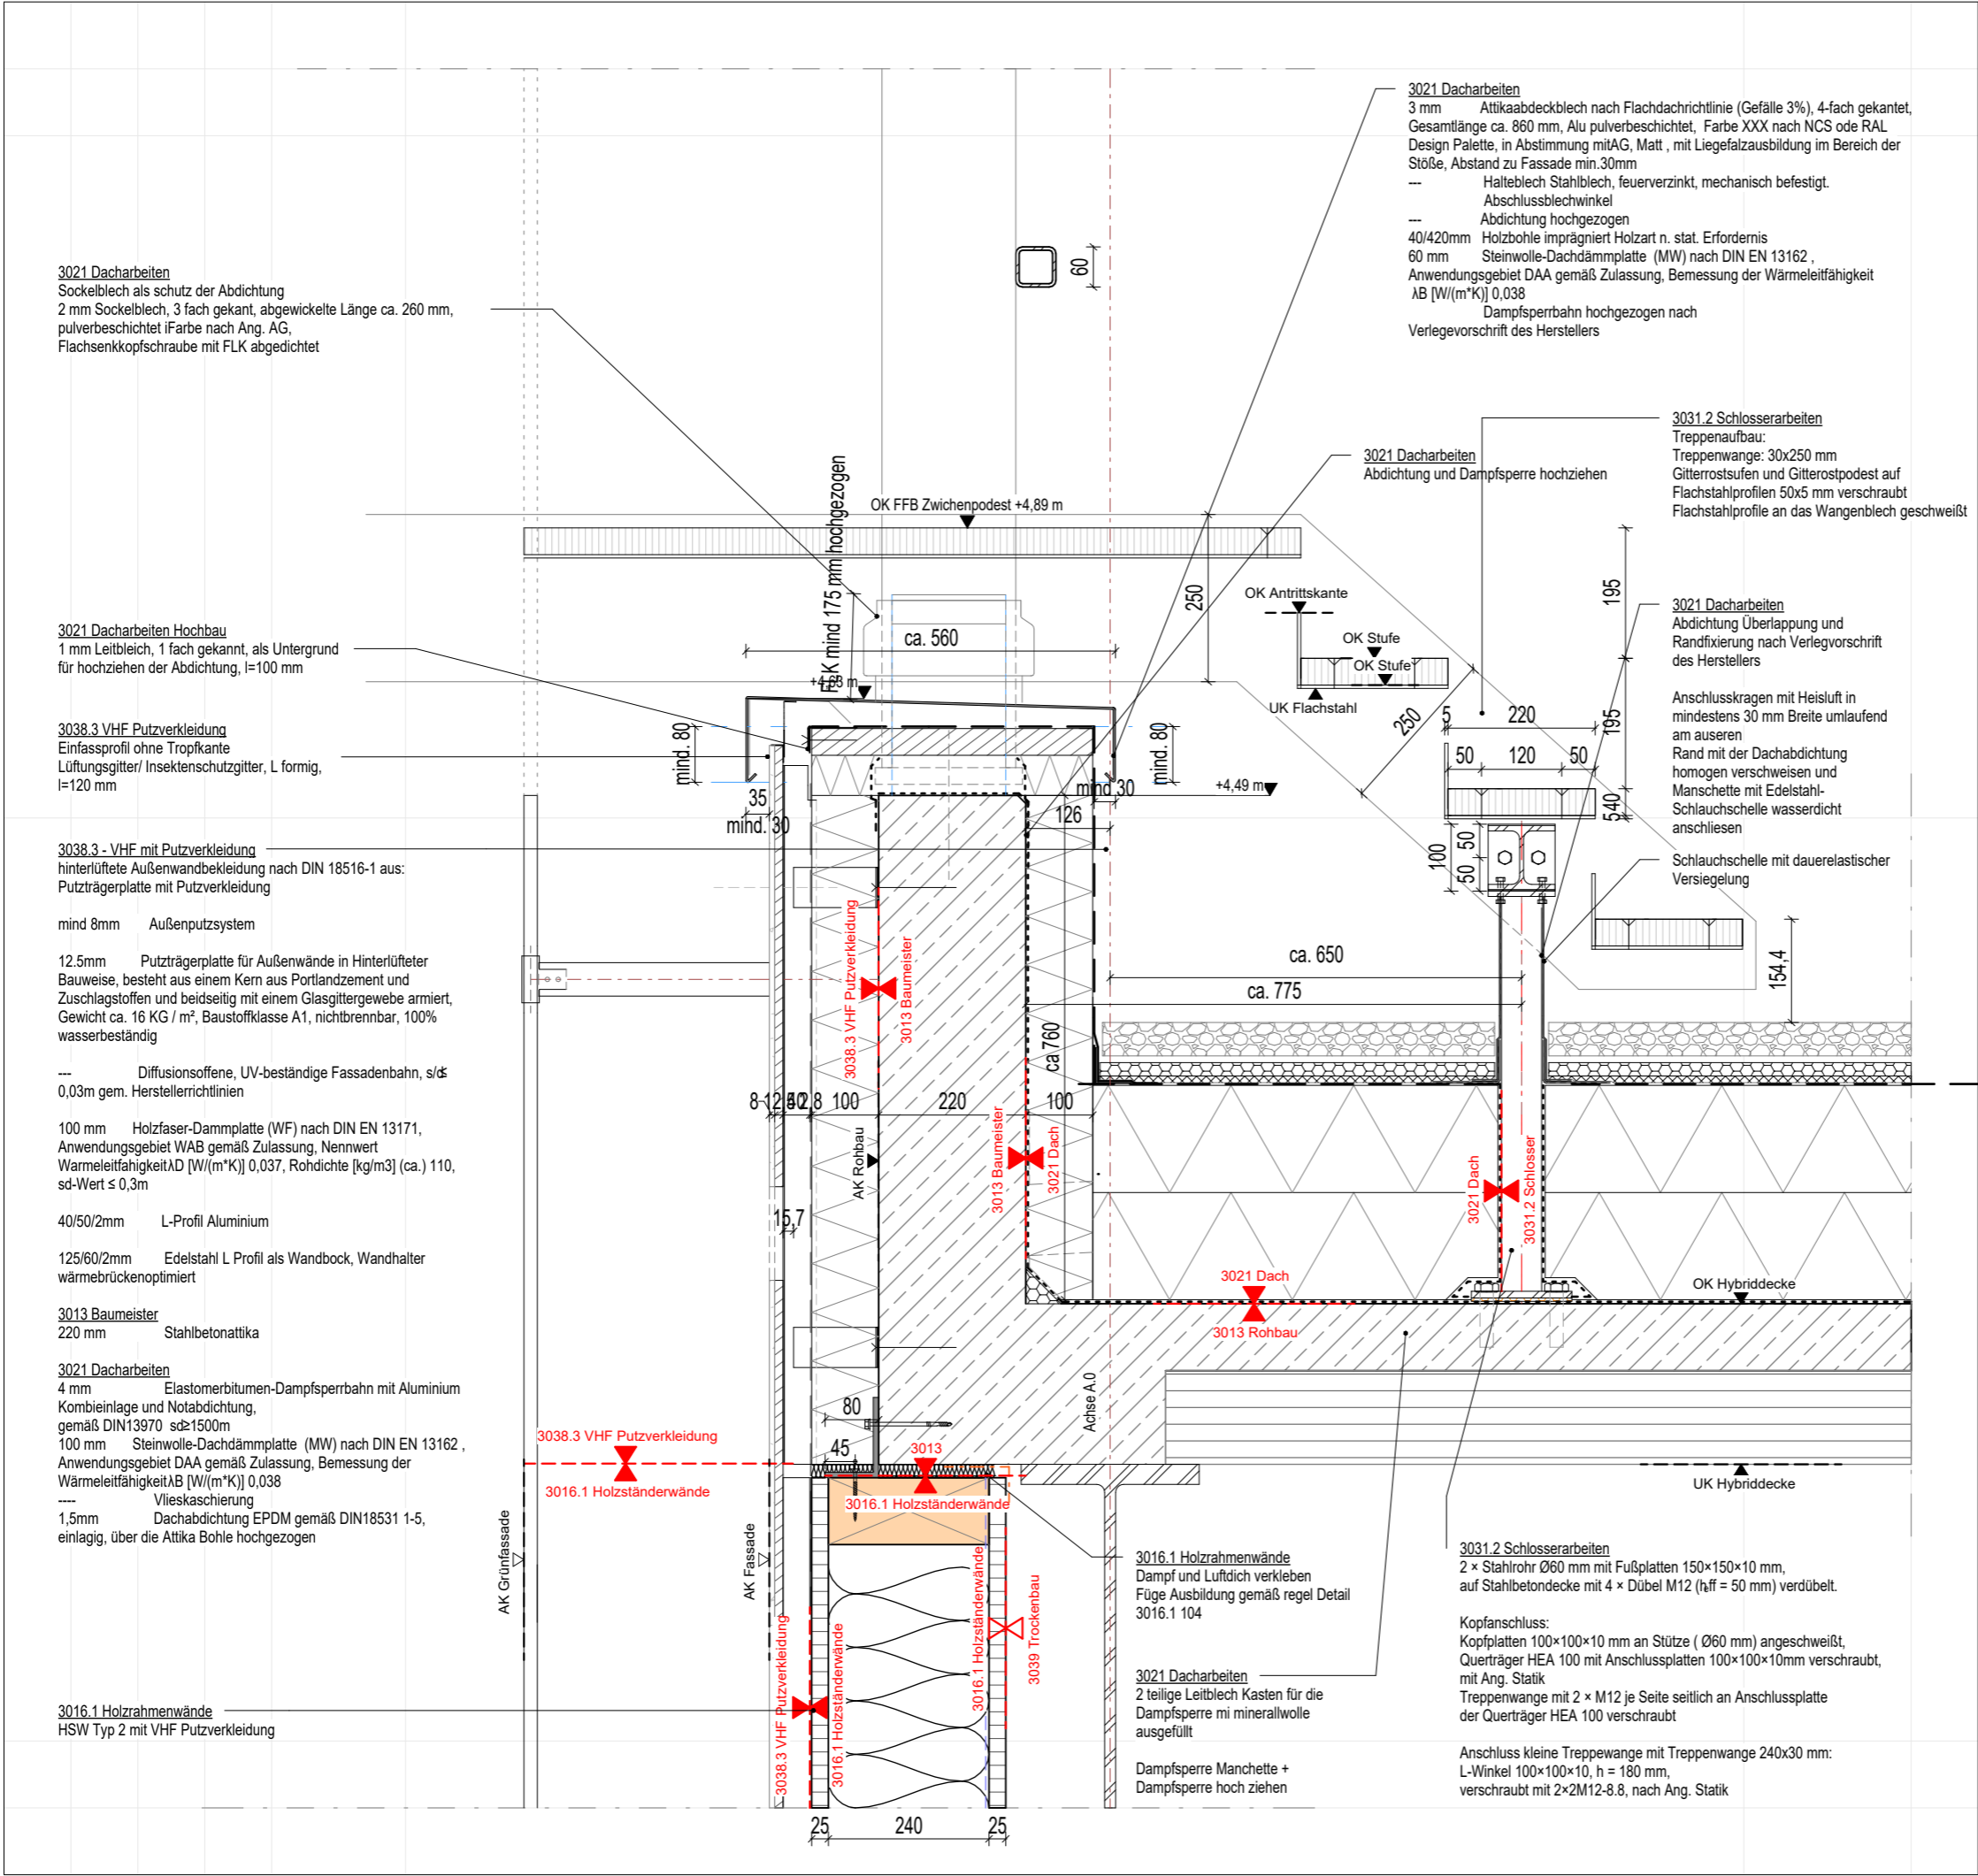 3021 Dacharbeiten
3 mm Attikaabdeckblech nach Flachdachrichtlinie (Gefälle 3%), 4-fach gekantet,
Gesamtlänge ca. 860 mm, Alu pulverbeschichtet, Farbe XXX nach NCS ode RAL
Design Palette, in Abstimmung mitAG, Matt , mit Liegefalzausbildung im Bereich der
Stöße, Abstand zu Fassade min.30mm
--- Halteblech Stahlblech, feuerverzinkt, mechanisch befestigt.
Abschlussblechwinkel
--- Abdichtung hochgezogen
40/420mm Holzbohle imprägniert Holzart n. stat. Erfordernis
60 mm Steinwolle-Dachdämmplatte (MW) nach DIN EN 13162 ,
Anwendungsgebiet DAA gemäß Zulassung, Bemessung der Wärmeleitfähigkeit
λB [W/(m*K)] 0,038
Dampfsperrbahn hochgezogen nach
Verlegevorschrift des Herstellers
3021 Dacharbeiten
Sockelblech als schutz der Abdichtung
2 mm Sockelblech, 3 fach gekant, abgewickelte Länge ca. 260 mm,
pulverbeschichtet iFarbe nach Ang. AG,
Flachsenkkopfschraube mit FLK abgedichtet
60
3031.2 Schlosserarbeiten
Treppenaufbau:
Treppenwange: 30x250 mm
Gitterrostsufen und Gitterostpodest auf
Flachstahlprofilen 50x5 mm verschraubt
Flachstahlprofile an das Wangenblech geschweißt
3021 Dacharbeiten
Abdichtung und Dampfsperre hochziehen
OK FFB Zwichenpodest +4,89 m
FLK mind 175 mm hochgezogen
ca. 560
250
OK Antrittskante
OK Stufe
OK Stufe
UK Flachstahl
250
195
195
5 220
50 120 50
540
3021 Dacharbeiten
Abdichtung Überlappung und
Randfixierung nach Verlegvorschrift
des Herstellers
Anschlusskragen mit Heisluft in
mindestens 30 mm Breite umlaufend
am auseren
Rand mit der Dachabdichtung
homogen verschweisen und
Manschette mit Edelstahl-
Schlauchschelle wasserdicht
anschliesen
Schlauchschelle mit dauerelastischer
Versiegelung
3021 Dacharbeiten Hochbau
1 mm Leitbleich, 1 fach gekannt, als Untergrund
für hochziehen der Abdichtung, l=100 mm
3038.3 VHF Putzverkleidung
Einfassprofil ohne Tropfkante
Lüftungsgitter/ Insektenschutzgitter, L formig,
l=120 mm
+4,63 m
mind. 80
mind. 80
35
mind. 30
mind 30
126
+4,49 m
100
50
50
3038.3 - VHF mit Putzverkleidung
hinterlüftete Außenwandbekleidung nach DIN 18516-1 aus:
Putzträgerplatte mit Putzverkleidung
mind 8mm Außenputzsystem
12.5mm Putzträgerplatte für Außenwände in Hinterlüfteter
Bauweise, besteht aus einem Kern aus Portlandzement und
Zuschlagstoffen und beidseitig mit einem Glasgittergewebe armiert,
Gewicht ca. 16 KG / m², Baustoffklasse A1, nichtbrennbar, 100%
wasserbeständig
--- Diffusionsoffene, UV-beständige Fassadenbahn, s/d≤
0,03m gem. Herstellerrichtlinien
100 mm Holzfaser-Dammplatte (WF) nach DIN EN 13171,
Anwendungsgebiet WAB gemäß Zulassung, Nennwert
WarmeleitfähigkeitλD [W/(m*K)] 0,037, Rohdichte [kg/m3] (ca.) 110,
sd-Wert ≤ 0,3m
40/50/2mm L-Profil Aluminium
125/60/2mm Edelstahl L Profil als Wandbock, Wandhalter
wärmebrückenoptimiert
3013 Baumeister
220 mm Stahlbetonattika
3021 Dacharbeiten
4 mm Elastomerbitumen-Dampfsperrbahn mit Aluminium
Kombieinlage und Notabdichtung,
gemäß DIN13970 sd≥1500m
100 mm Steinwolle-Dachdämmplatte (MW) nach DIN EN 13162 ,
Anwendungsgebiet DAA gemäß Zulassung, Bemessung der
WärmeleitfähigkeitλB [W/(m*K)] 0,038
---- Vlieskaschierung
1,5mm Dachabdichtung EPDM gemäß DIN18531 1-5,
einlagig, über die Attika Bohle hochgezogen
3038.3 VHF Putzverkleidung
3013 Baumeister
ca. 650
ca. 775
154,4
ca 760
100 220 100
AK Rohbau
15,7
3013 Baumeister
3021 Dach
3021 Dach
3031.2 Schlosser
3021 Dach
3013 Rohbau
OK Hybriddecke
UK Hybriddecke
Achse A.0
80
45
3013
3016.1 Holzständerwände
3038.3 VHF Putzverkleidung
3016.1 Holzständerwände
AK Grünfassade
AK Fassade
3038.3 VHF Putzverkleidung
3016.1 Holzständerwände
3016.1 Holzständerwände
3039 Trockenbau
3016.1 Holzrahmenwände
HSW Typ 2 mit VHF Putzverkleidung
3016.1 Holzrahmenwände
Dampf und Luftdich verkleben
Füge Ausbildung gemäß regel Detail
3016.1 104
3021 Dacharbeiten
2 teilige Leitblech Kasten für die
Dampfsperre mi minerallwolle
ausgefüllt
Dampfsperre Manchette +
Dampfsperre hoch ziehen
3031.2 Schlosserarbeiten
2 × Stahlrohr Ø60 mm mit Fußplatten 150×150×10 mm,
auf Stahlbetondecke mit 4 × Dübel M12 (hₑff = 50 mm) verdübelt.
Kopfanschluss:
Kopfplatten 100×100×10 mm an Stütze ( Ø60 mm) angeschweißt,
Querträger HEA 100 mit Anschlussplatten 100×100×10mm verschraubt,
mit Ang. Statik
Treppenwange mit 2 × M12 je Seite seitlich an Anschlussplatte
der Querträger HEA 100 verschraubt
Anschluss kleine Treppewange mit Treppenwange 240x30 mm:
L-Winkel 100×100×10, h = 180 mm,
verschraubt mit 2×2M12-8.8, nach Ang. Statik
25 240 25